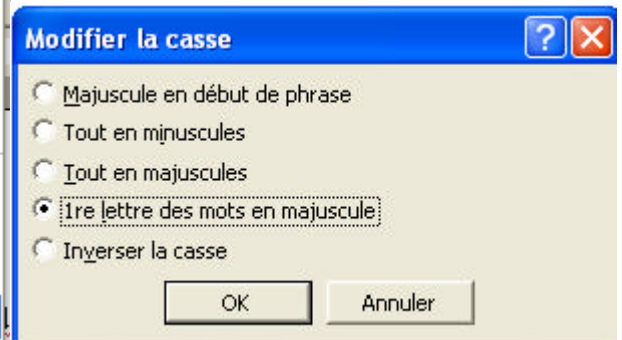 Modifier la casse
Majuscule en début de phrase
Tout en minuscules
Tout en majuscules
1re lettre des mots en majuscule
Inverser la casse
OK Annuler